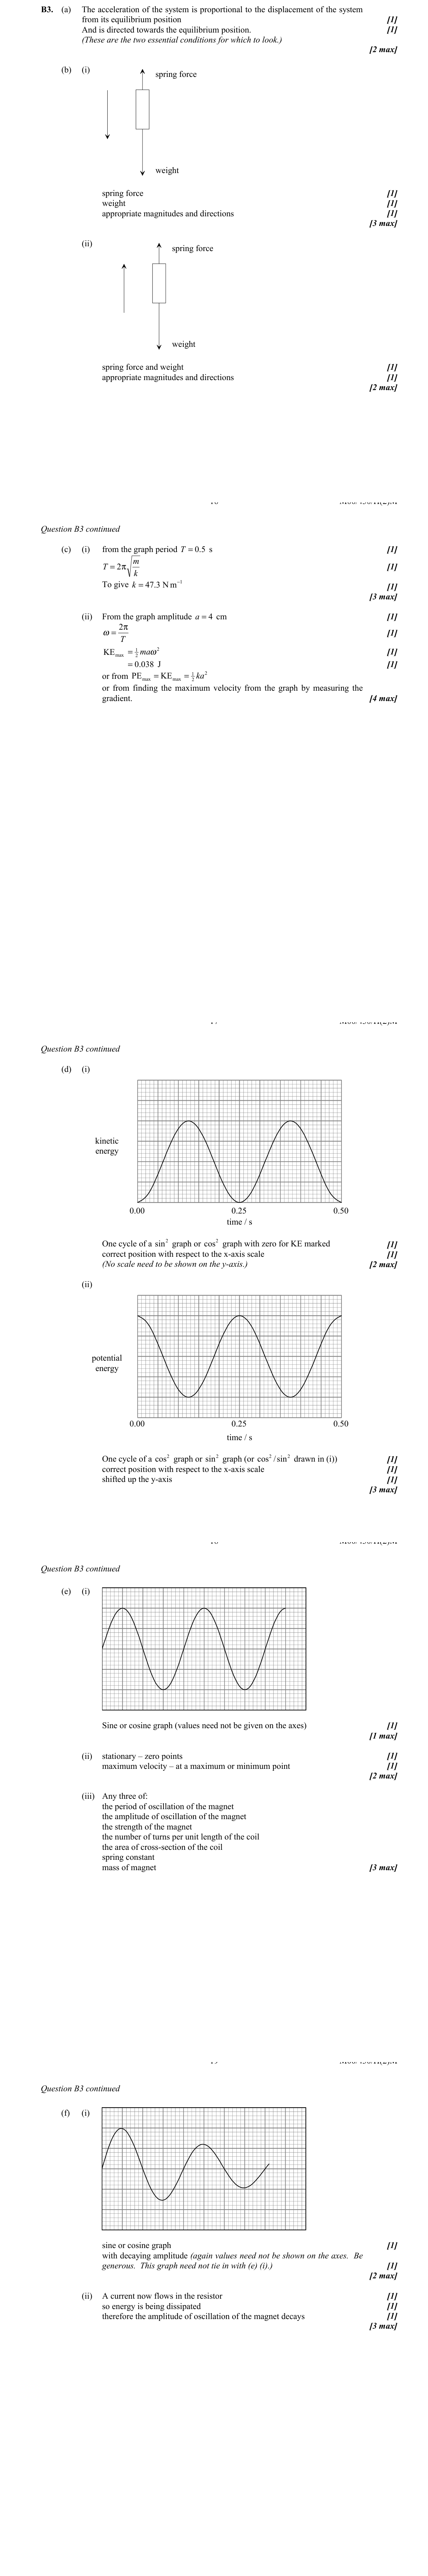 B3. (a) The acceleration of the system is proportional to the displacement of the system
from its equilibrium position [1]
And is directed towards the equilibrium position. [1]
(These are the two essential conditions for which to look.)
[2 max]
(b) (i)
spring force
weight
spring force [1]
weight [1]
appropriate magnitudes and directions [1]
[3 max]
(ii)
spring force
weight
spring force and weight [1]
appropriate magnitudes and directions [1]
[2 max]
Question B3 continued
(c) (i) from the graph period T = 0.5 s [1]
T = 2π√(m/k) [1]
To give k = 47.3 N m⁻¹ [1]
[3 max]
(ii) From the graph amplitude a = 4 cm [1]
ω = 2π/T [1]
KEmax = ½ maω² [1]
= 0.038 J [1]
or from PEmax = KEmax = ½ ka²
or from finding the maximum velocity from the graph by measuring the
gradient. [4 max]
Question B3 continued
(d) (i)
kinetic
energy
0.00 0.25 0.50
time / s
One cycle of a sin² graph or cos² graph with zero for KE marked [1]
correct position with respect to the x-axis scale [1]
(No scale need to be shown on the y-axis.) [2 max]
(ii)
potential
energy
0.00 0.25 0.50
time / s
One cycle of a cos² graph or sin² graph (or cos²/sin² drawn in (i)) [1]
correct position with respect to the x-axis scale [1]
shifted up the y-axis [1]
[3 max]
Question B3 continued
(e) (i)
Sine or cosine graph (values need not be given on the axes) [1]
[1 max]
(ii) stationary – zero points [1]
maximum velocity – at a maximum or minimum point [1]
[2 max]
(iii) Any three of:
the period of oscillation of the magnet
the amplitude of oscillation of the magnet
the strength of the magnet
the number of turns per unit length of the coil
the area of cross-section of the coil
spring constant
mass of magnet [3 max]
Question B3 continued
(f) (i)
sine or cosine graph [1]
with decaying amplitude (again values need not be shown on the axes. Be
generous. This graph need not tie in with (e) (i).) [1]
[2 max]
(ii) A current now flows in the resistor [1]
so energy is being dissipated [1]
therefore the amplitude of oscillation of the magnet decays [1]
[3 max]